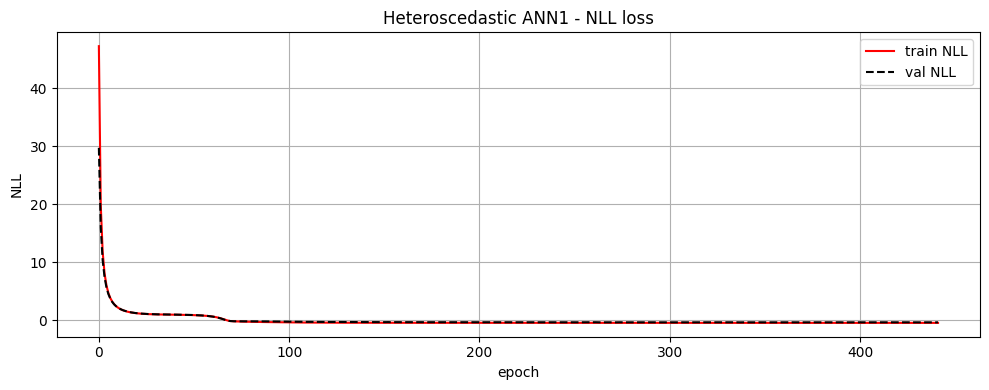 Heteroscedastic ANN1 - NLL loss
train NLL
val NLL
40
30
20
10
0
NLL
0 100 200 300 400
epoch